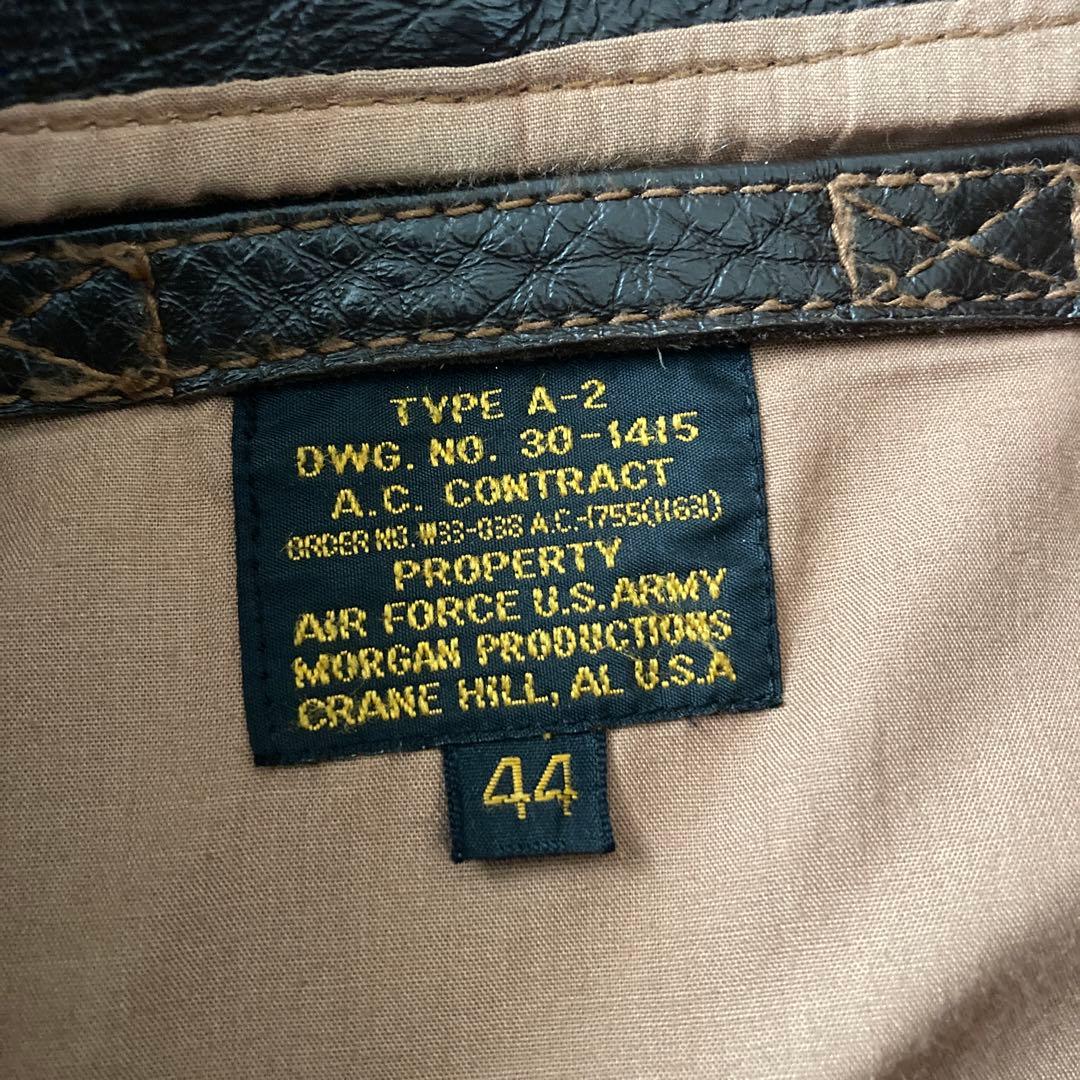 TYPE A-2
DWG. NO. 30-1415
A.C. CONTRACT
ORDER NO. W33-038 A.C.-1755(11631)
PROPERTY
AIR FORCE U.S. ARMY
MORGAN PRODUCTIONS
CRANE HILL, AL U.S.A
44